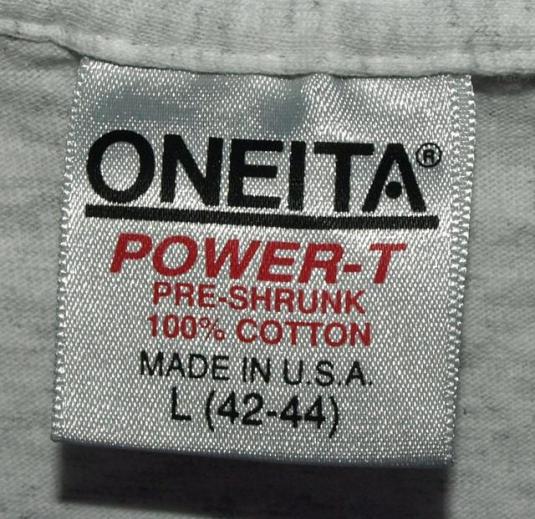 ONEITA®
POWER-T
PRE-SHRUNK
100% COTTON
MADE IN U.S.A.
L (42-44)